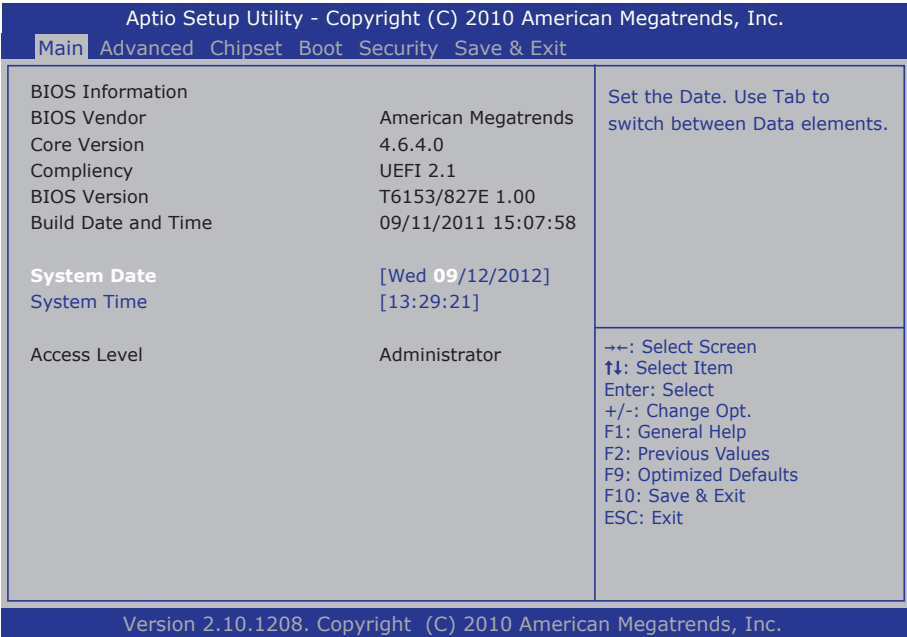 Aptio Setup Utility - Copyright (C) 2010 American Megatrends, Inc.
Main Advanced Chipset Boot Security Save & Exit
BIOS Information
BIOS Vendor American Megatrends
Core Version 4.6.4.0
Compliency UEFI 2.1
BIOS Version T6153/827E 1.00
Build Date and Time 09/11/2011 15:07:58
System Date [Wed 09/12/2012]
System Time [13:29:21]
Access Level Administrator
Set the Date. Use Tab to
switch between Data elements.
→←: Select Screen
↑↓: Select Item
Enter: Select
+/-: Change Opt.
F1: General Help
F2: Previous Values
F9: Optimized Defaults
F10: Save & Exit
ESC: Exit
Version 2.10.1208. Copyright (C) 2010 American Megatrends, Inc.